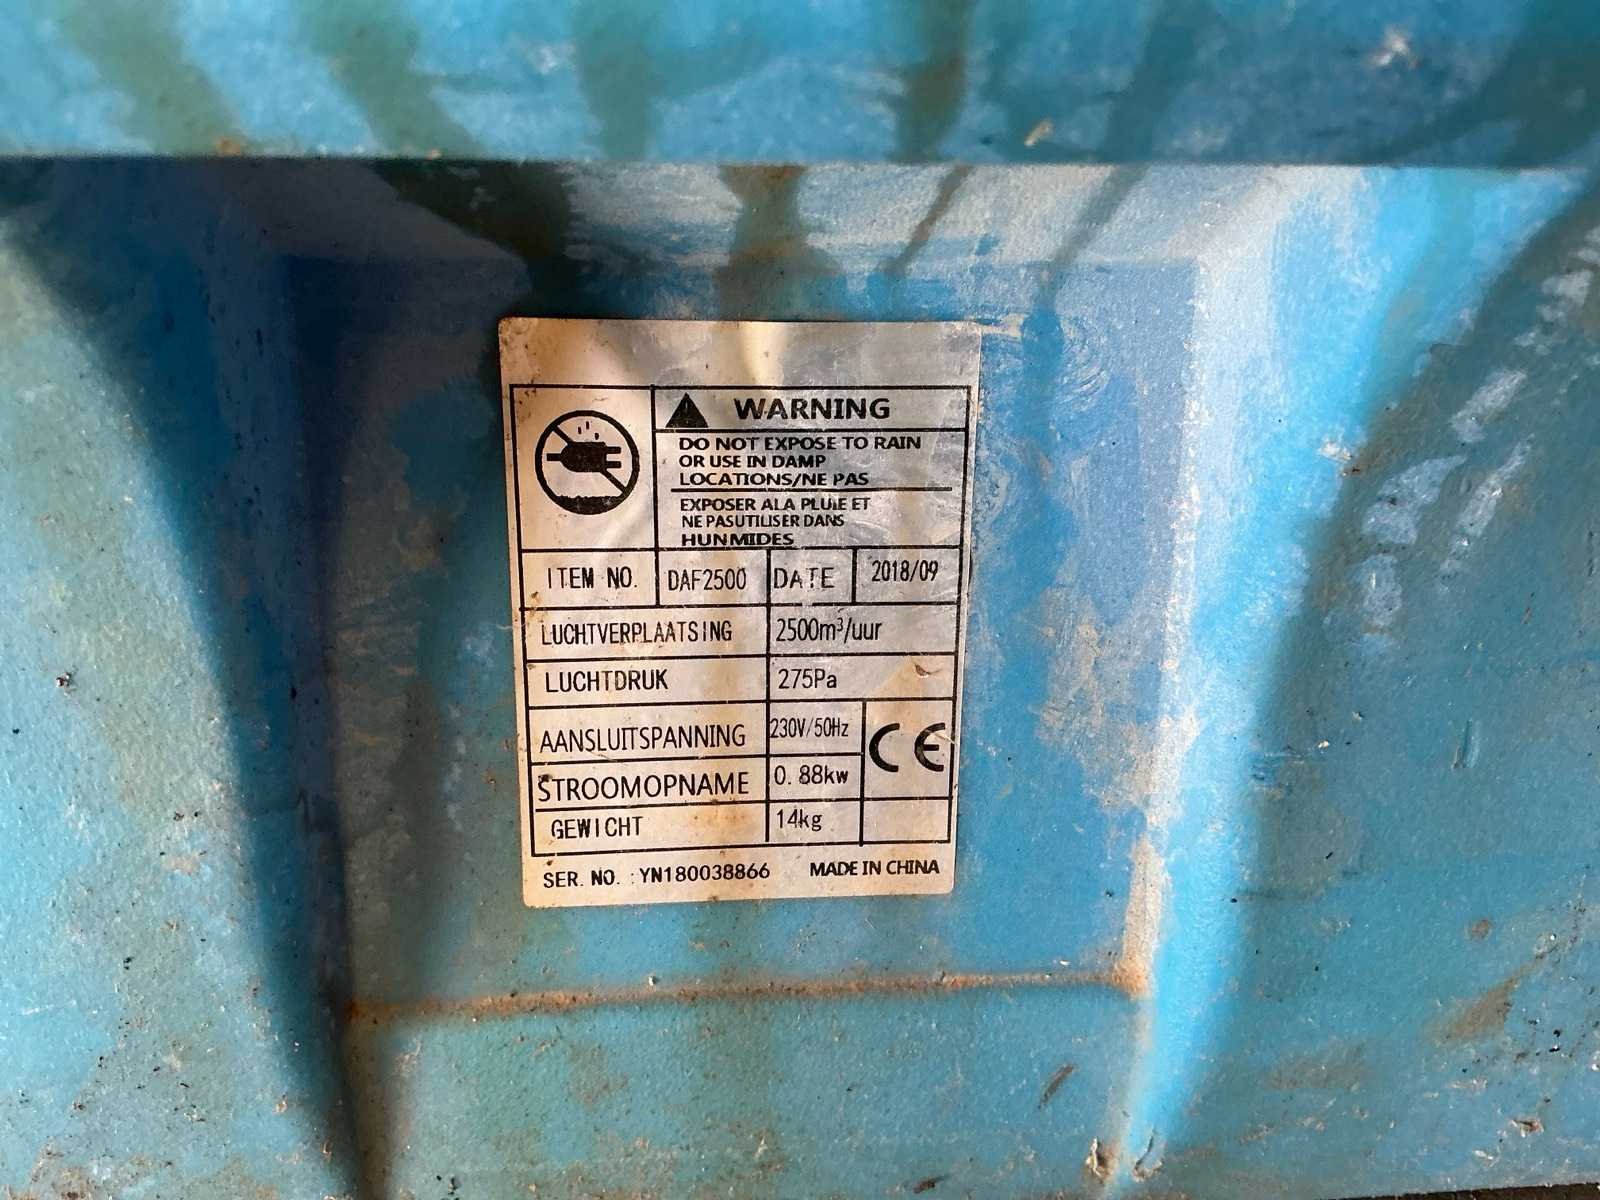 WARNING
DO NOT EXPOSE TO RAIN
OR USE IN DAMP
LOCATIONS/NE PAS
EXPOSER ALA PLUIE ET
NE PASUTILISER DANS
HUNMIDES
ITEM NO. DAF2500 DATE 2018/09
LUCHTVERPLAATSING 2500m³/uur
LUCHTDRUK 275Pa
AANSLUITSPANNING 230V/50Hz
CE
STROOMOPNAME 0.88kw
GEWICHT 14kg
SER. NO. :YN180038866 MADE IN CHINA